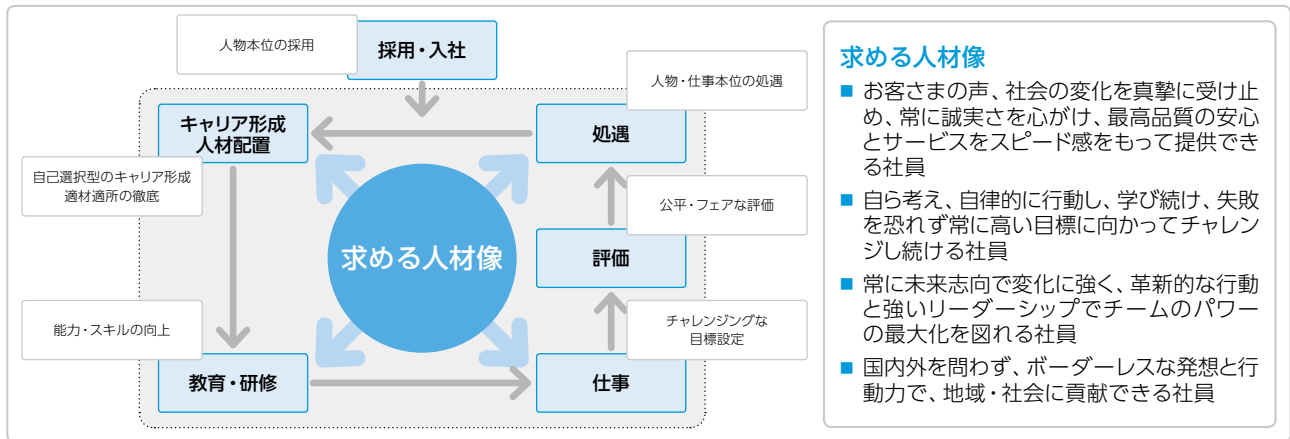 人物本位の採用
採用・入社
人物・仕事本位の処遇
キャリア形成
人材配置
処遇
自己選択型のキャリア形成
適材適所の徹底
公平・フェアな評価
求める人材像
評価
能力・スキルの向上
チャレンジングな
目標設定
教育・研修
仕事
求める人材像
■ お客さまの声、社会の変化を真摯に受け止
め、常に誠実さを心がけ、最高品質の安心
とサービスをスピード感をもって提供でき
る社員
■ 自ら考え、自律的に行動し、学び続け、失敗
を恐れず常に高い目標に向かってチャレン
ジし続ける社員
■ 常に未来志向で変化に強く、革新的な行動
と強いリーダーシップでチームのパワー
の最大化を図れる社員
■ 国内外を問わず、ボーダーレスな発想と行
動力で、地域・社会に貢献できる社員